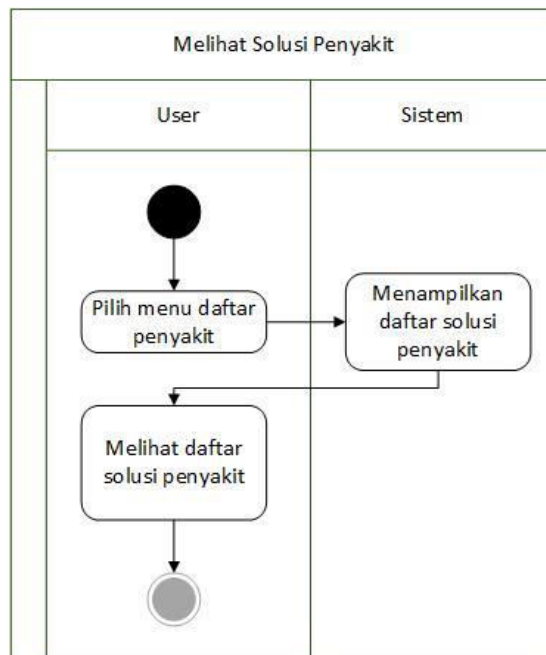 Melihat Solusi Penyakit
User
Sistem
Pilih menu daftar
penyakit
Menampilkan
daftar solusi
penyakit
Melihat daftar
solusi penyakit